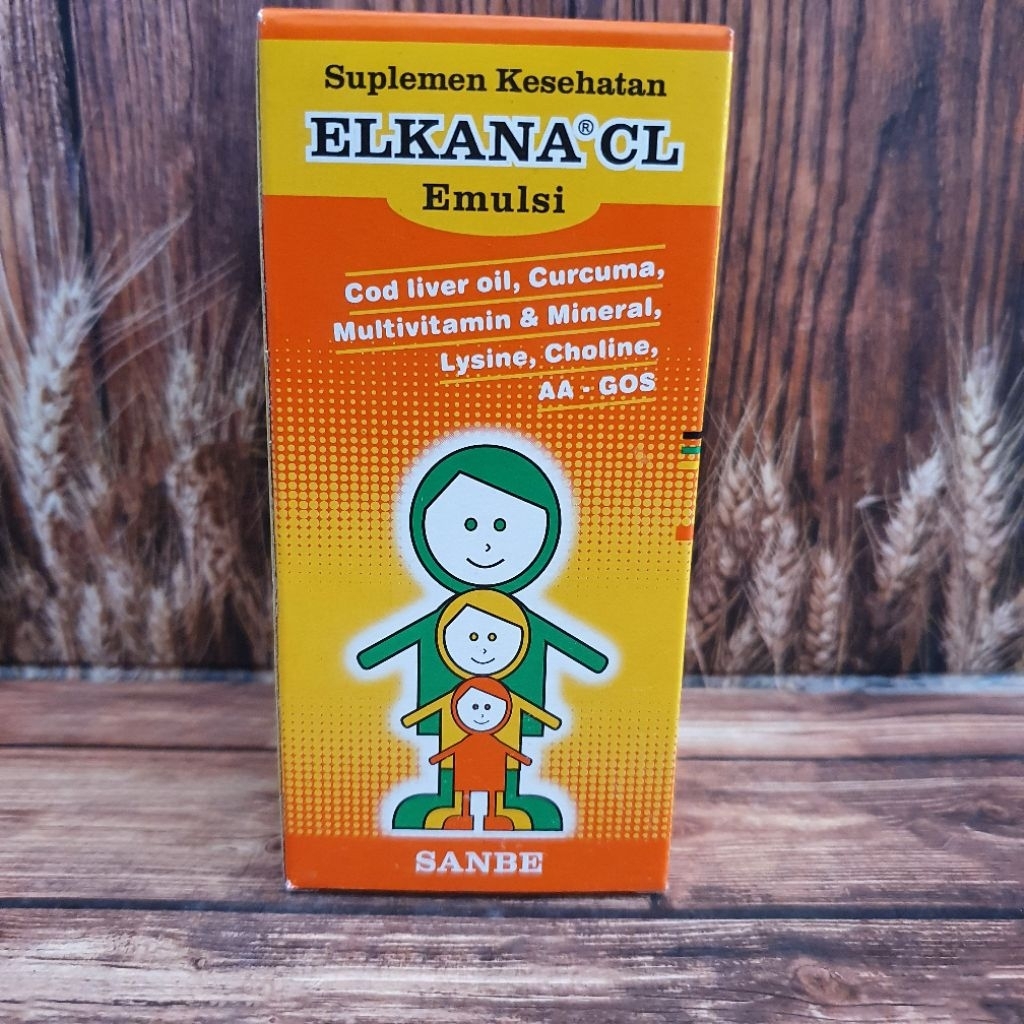 Suplemen Kesehatan
ELKANA® CL
Emulsi
Cod liver oil, Curcuma,
Multivitamin & Mineral,
Lysine, Choline,
AA - GOS
SANBE